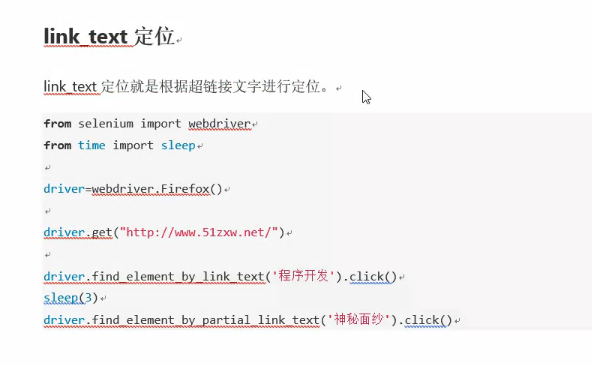 link_text 定位
link_text 定位就是根据超链接文字进行定位。
from selenium import webdriver
from time import sleep
driver=webdriver.Firefox()
driver.get("http://www.51zxw.net/")
driver.find_element_by_link_text('程序开发').click()
sleep(3)
driver.find_element_by_partial_link_text('神秘面纱').click()